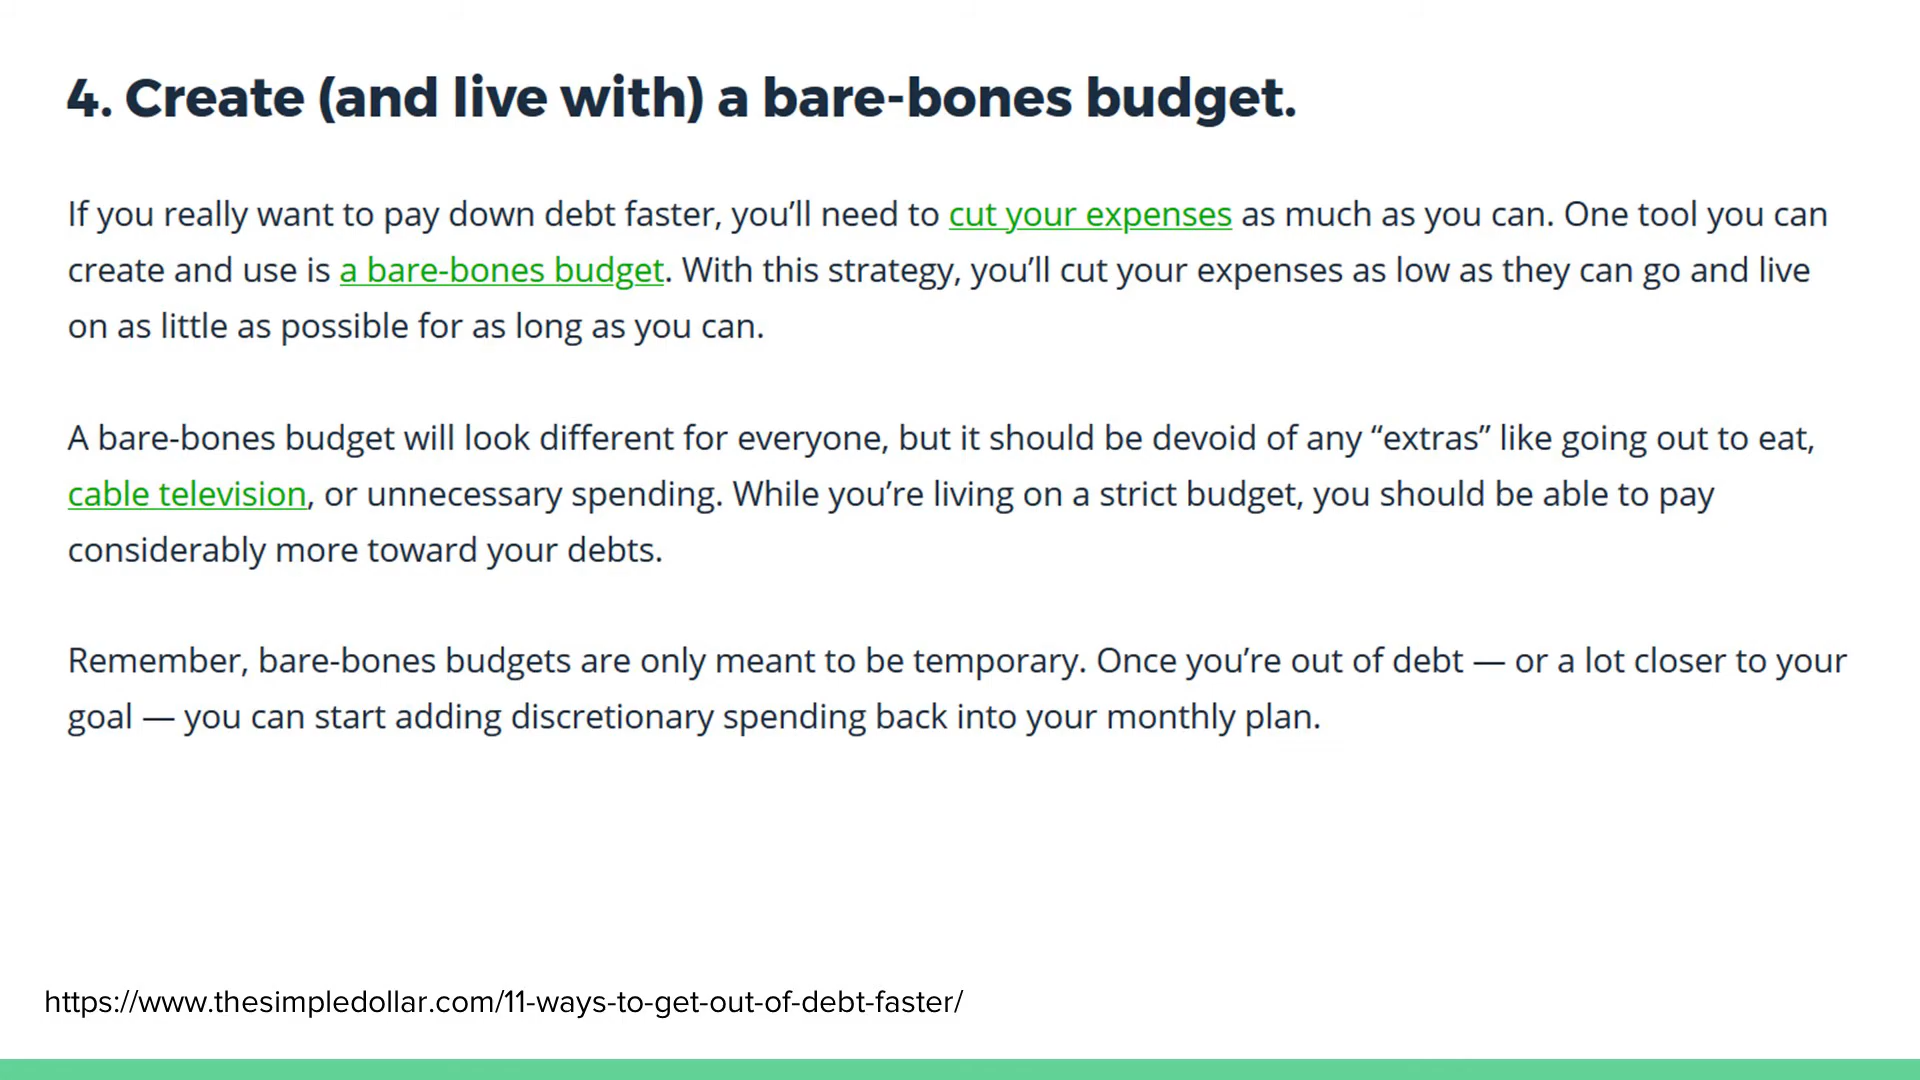 4. Create (and live with) a bare-bones budget.
If you really want to pay down debt faster, you’ll need to cut your expenses as much as you can. One tool you can
create and use is a bare-bones budget. With this strategy, you’ll cut your expenses as low as they can go and live
on as little as possible for as long as you can.
A bare-bones budget will look different for everyone, but it should be devoid of any “extras” like going out to eat,
cable television, or unnecessary spending. While you’re living on a strict budget, you should be able to pay
considerably more toward your debts.
Remember, bare-bones budgets are only meant to be temporary. Once you’re out of debt — or a lot closer to your
goal — you can start adding discretionary spending back into your monthly plan.
https://www.thesimpledollar.com/11-ways-to-get-out-of-debt-faster/